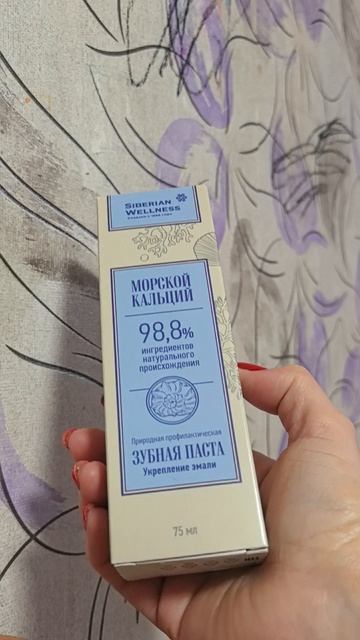 SIBERIAN
WELLNESS
МОРСКОЙ
КАЛЬЦИЙ
98,8%
ингредиентов
натурального
происхождения
Природная профилактическая
ЗУБНАЯ ПАСТА
Укрепление эмали
75 мл